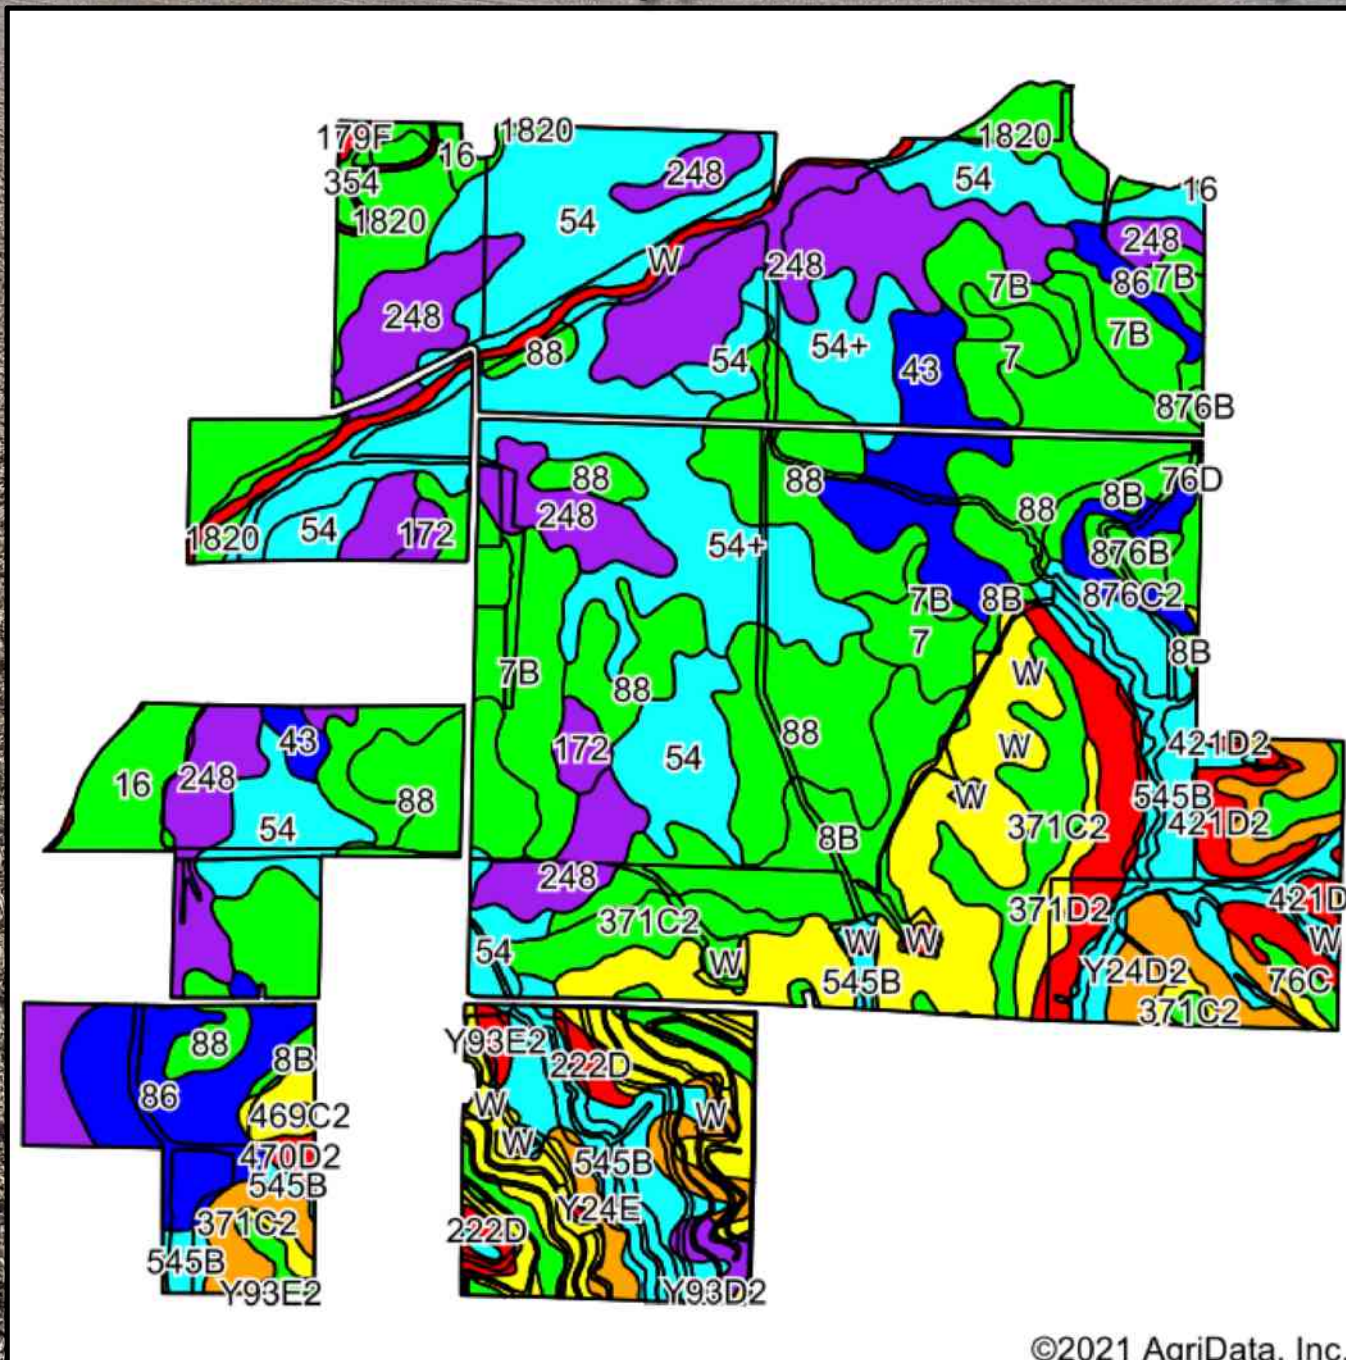 179F
16
1820
1820
248
54
16
354
1820
54
248
W
248
248
7B
86
7B
248
88
54
54+
43
7
7B
876B
88
248
88
88
8B
76D
1820
54
172
54+
876B
7B
8B
876C2
7
8B
7B
W
88
43
172
54
88
W
421D2
16
248
88
W
545B
54
371C2
421D2
8B
248
371C2
371D2
421D
54
W
W
W
W
545B
Y24D2
76C
371C2
88
8B
Y93E2
222D
86
W
W
469C2
W
470D2
545B
545B
371C2
Y24E
222D
545B
Y93E2
Y93D2
©2021 AgriData, Inc.